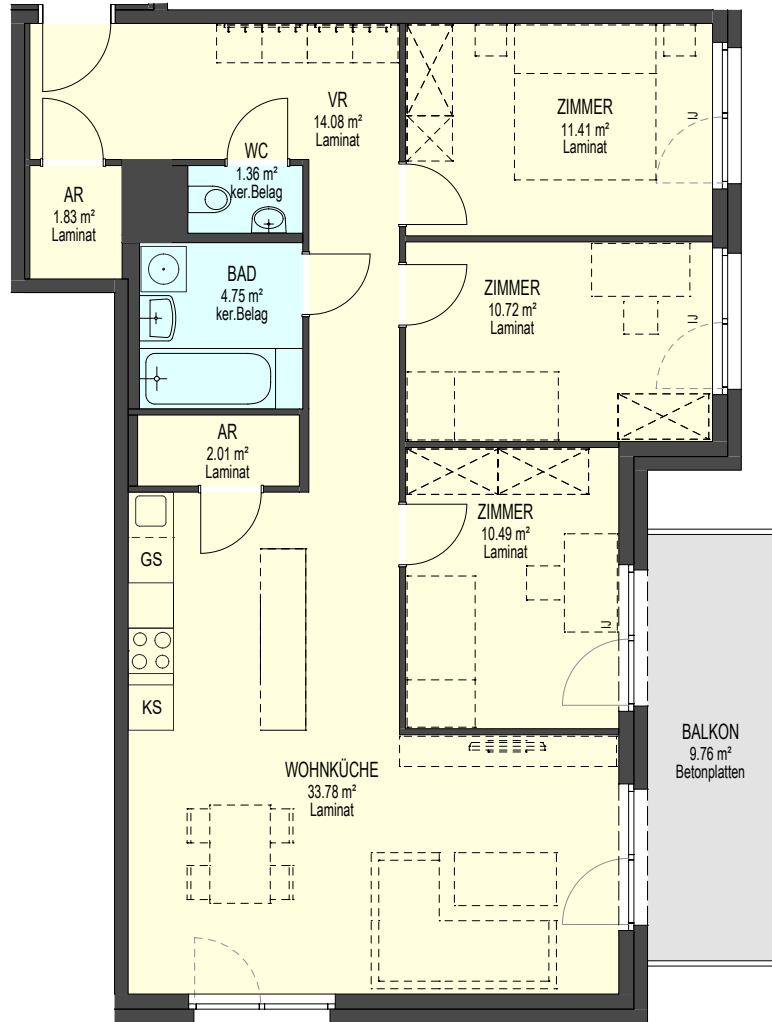 VR
14.08 m²
Laminat
ZIMMER
11.41 m²
Laminat
WC
1.36 m²
ker.Belag
AR
1.83 m²
Laminat
BAD
4.75 m²
ker.Belag
ZIMMER
10.72 m²
Laminat
AR
2.01 m²
Laminat
ZIMMER
10.49 m²
Laminat
GS
KS
BALKON
9.76 m²
Betonplatten
WOHNKÜCHE
33.78 m²
Laminat